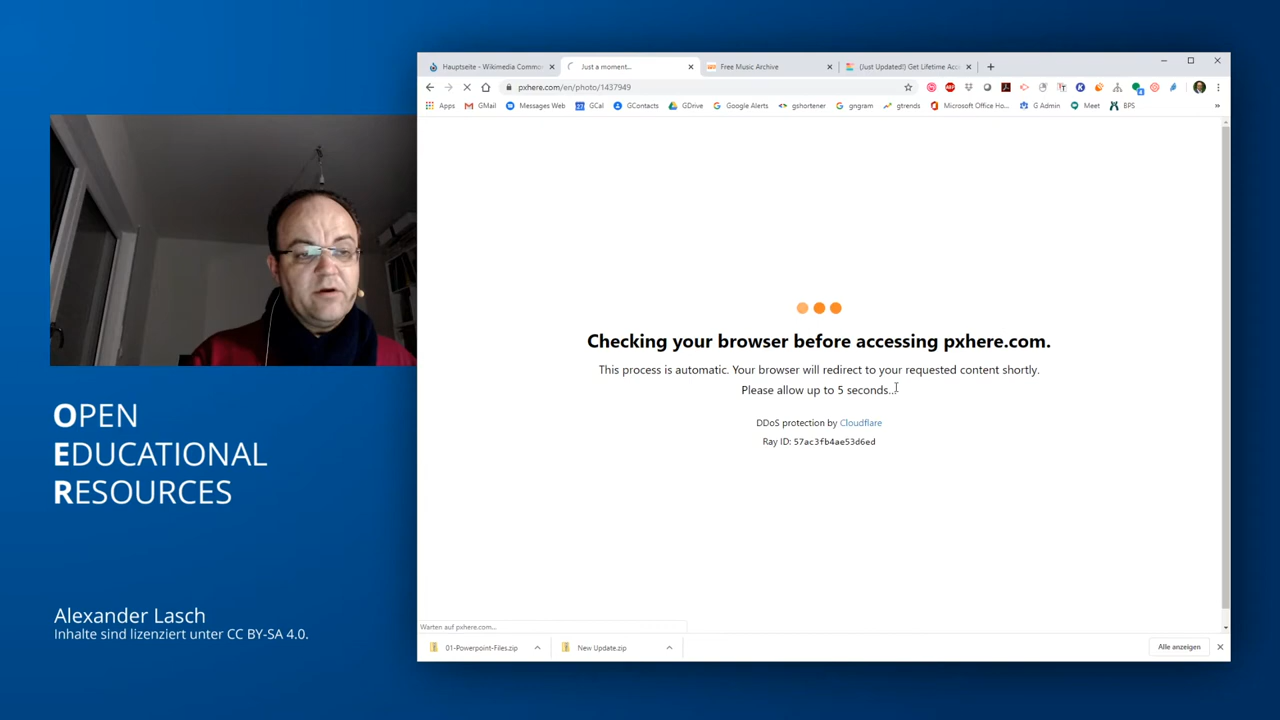 Hauptseite - Wikimedia Commo
Just a moment...
Free Music Archive
(Just Updated!) Get Lifetime Acc
pxhere.com/en/photo/1437949
Apps GMail Messages Web GCal GContacts GDrive Google Alerts gshortener gngram gtrends Microsoft Office Ho... G Admin Meet BPS
Checking your browser before accessing pxhere.com.
This process is automatic. Your browser will redirect to your requested content shortly.
Please allow up to 5 seconds...
DDoS protection by Cloudflare
Ray ID: 57ac3fb4ae53d6ed
OPEN
EDUCATIONAL
RESOURCES
Alexander Lasch
Inhalte sind lizenziert unter CC BY-SA 4.0.
Warten auf pxhere.com...
01-Powerpoint-Files.zip
New Update.zip
Alle anzeigen